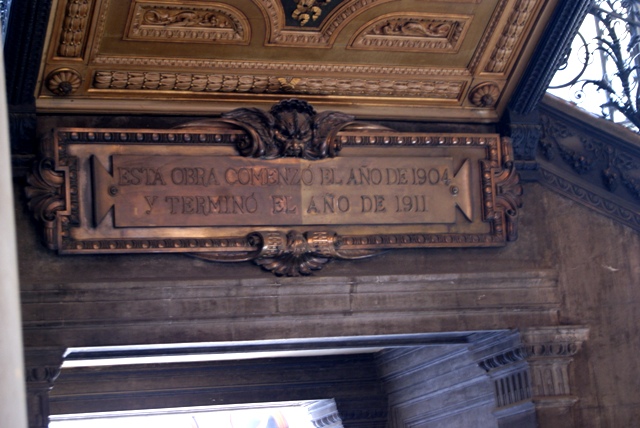 ESTA OBRA COMENZÓ EL AÑO DE 1904
Y TERMINÓ EL AÑO DE 1911